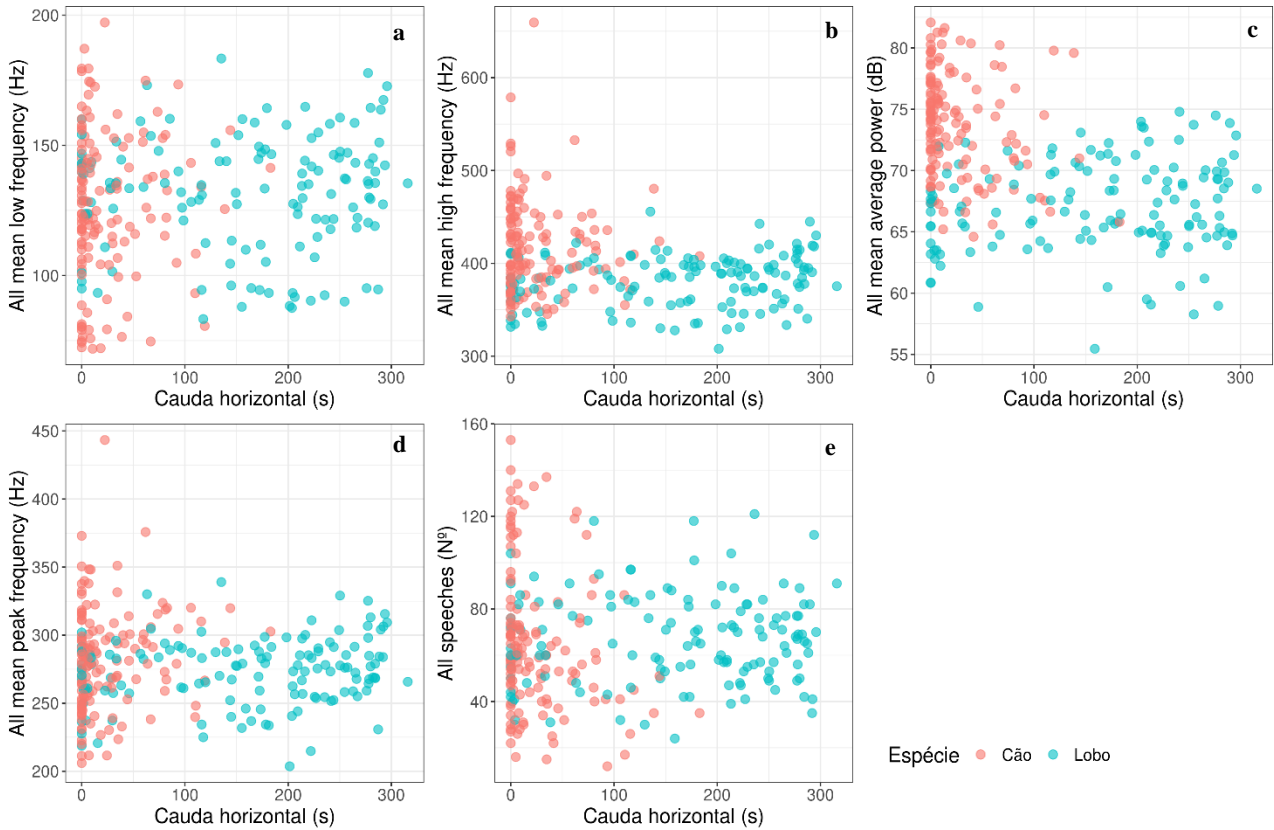 a
All mean low frequency (Hz)
200
150
100
0 100 200 300
Cauda horizontal (s)
b
All mean high frequency (Hz)
600
500
400
300
0 100 200 300
Cauda horizontal (s)
c
All mean average power (dB)
80
75
70
65
60
55
0 100 200 300
Cauda horizontal (s)
d
All mean peak frequency (Hz)
450
400
350
300
250
200
0 100 200 300
Cauda horizontal (s)
e
All speeches (Nº)
160
120
80
40
0 100 200 300
Cauda horizontal (s)
Espécie Cão Lobo